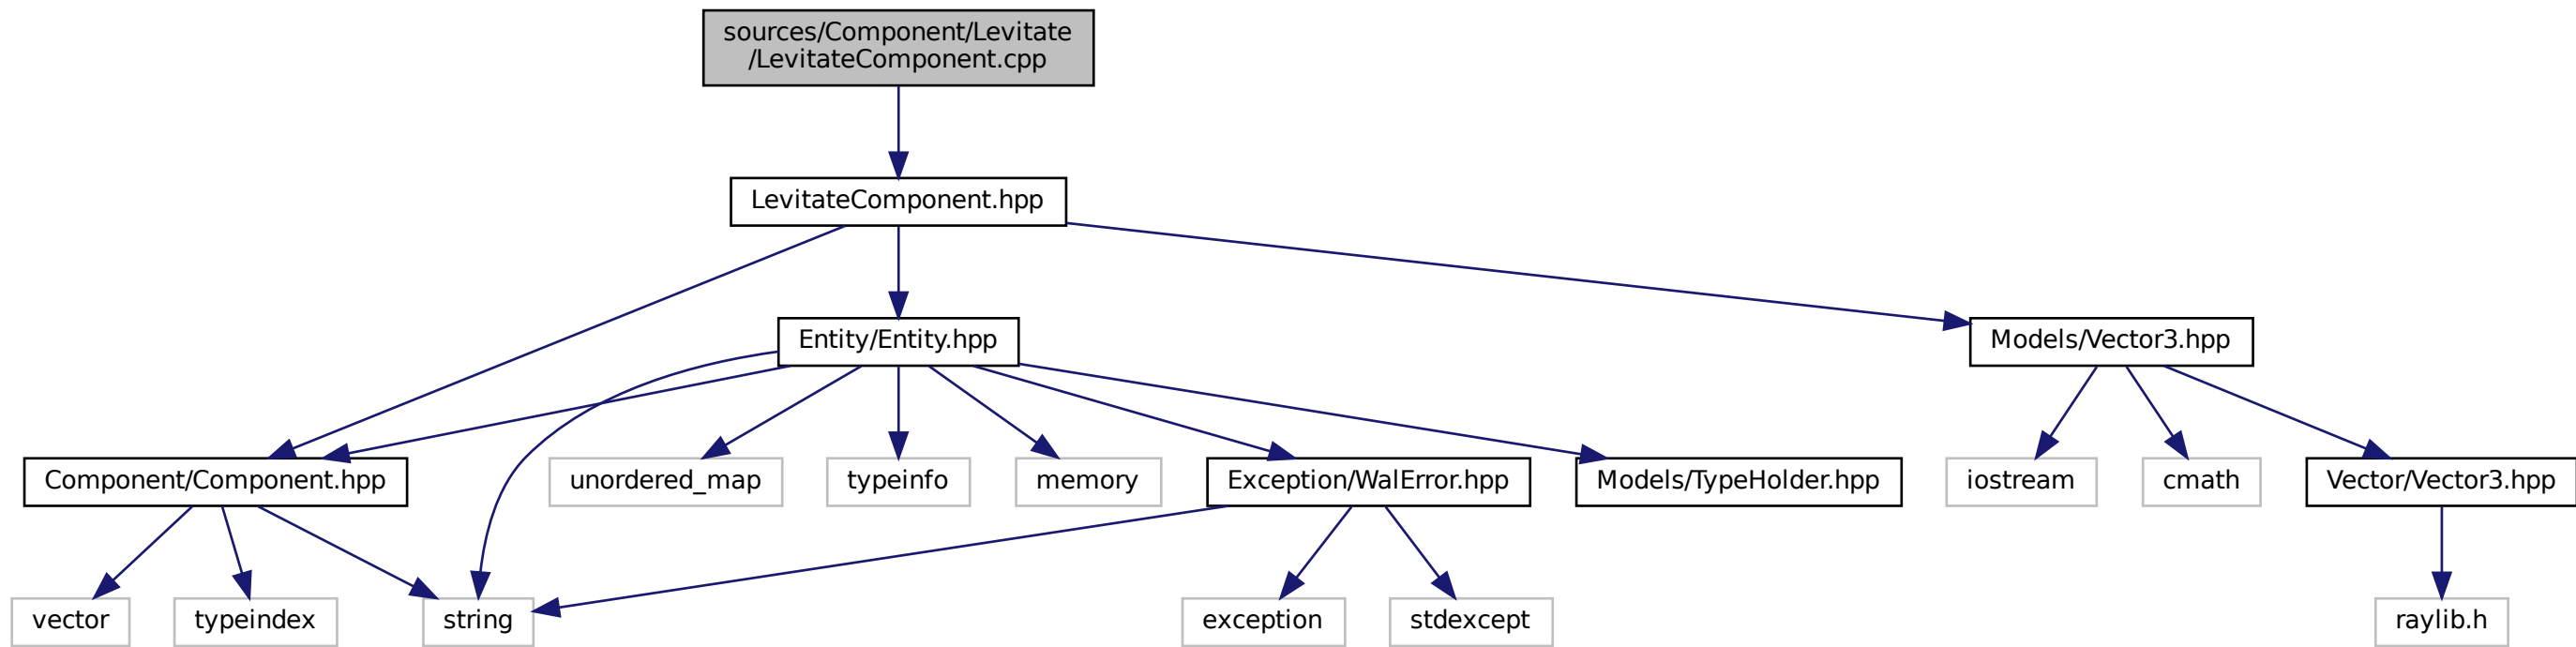 sources/Component/Levitate
/LevitateComponent.cpp
LevitateComponent.hpp
Entity/Entity.hpp
Models/Vector3.hpp
Component/Component.hpp
unordered_map
typeinfo
memory
Exception/WalError.hpp
Models/TypeHolder.hpp
iostream
cmath
Vector/Vector3.hpp
vector
typeindex
string
exception
stdexcept
raylib.h